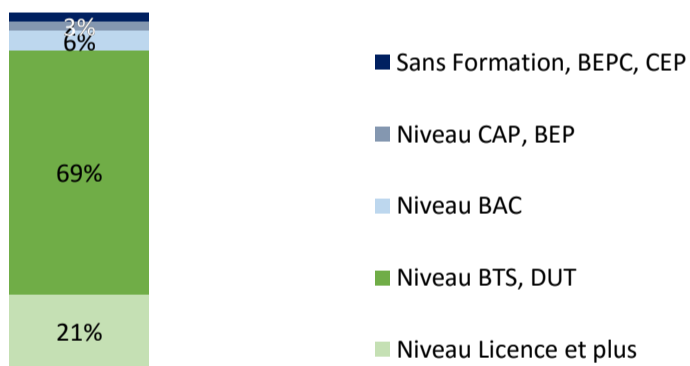 3%
6%
69%
21%
Sans Formation, BEPC, CEP
Niveau CAP, BEP
Niveau BAC
Niveau BTS, DUT
Niveau Licence et plus